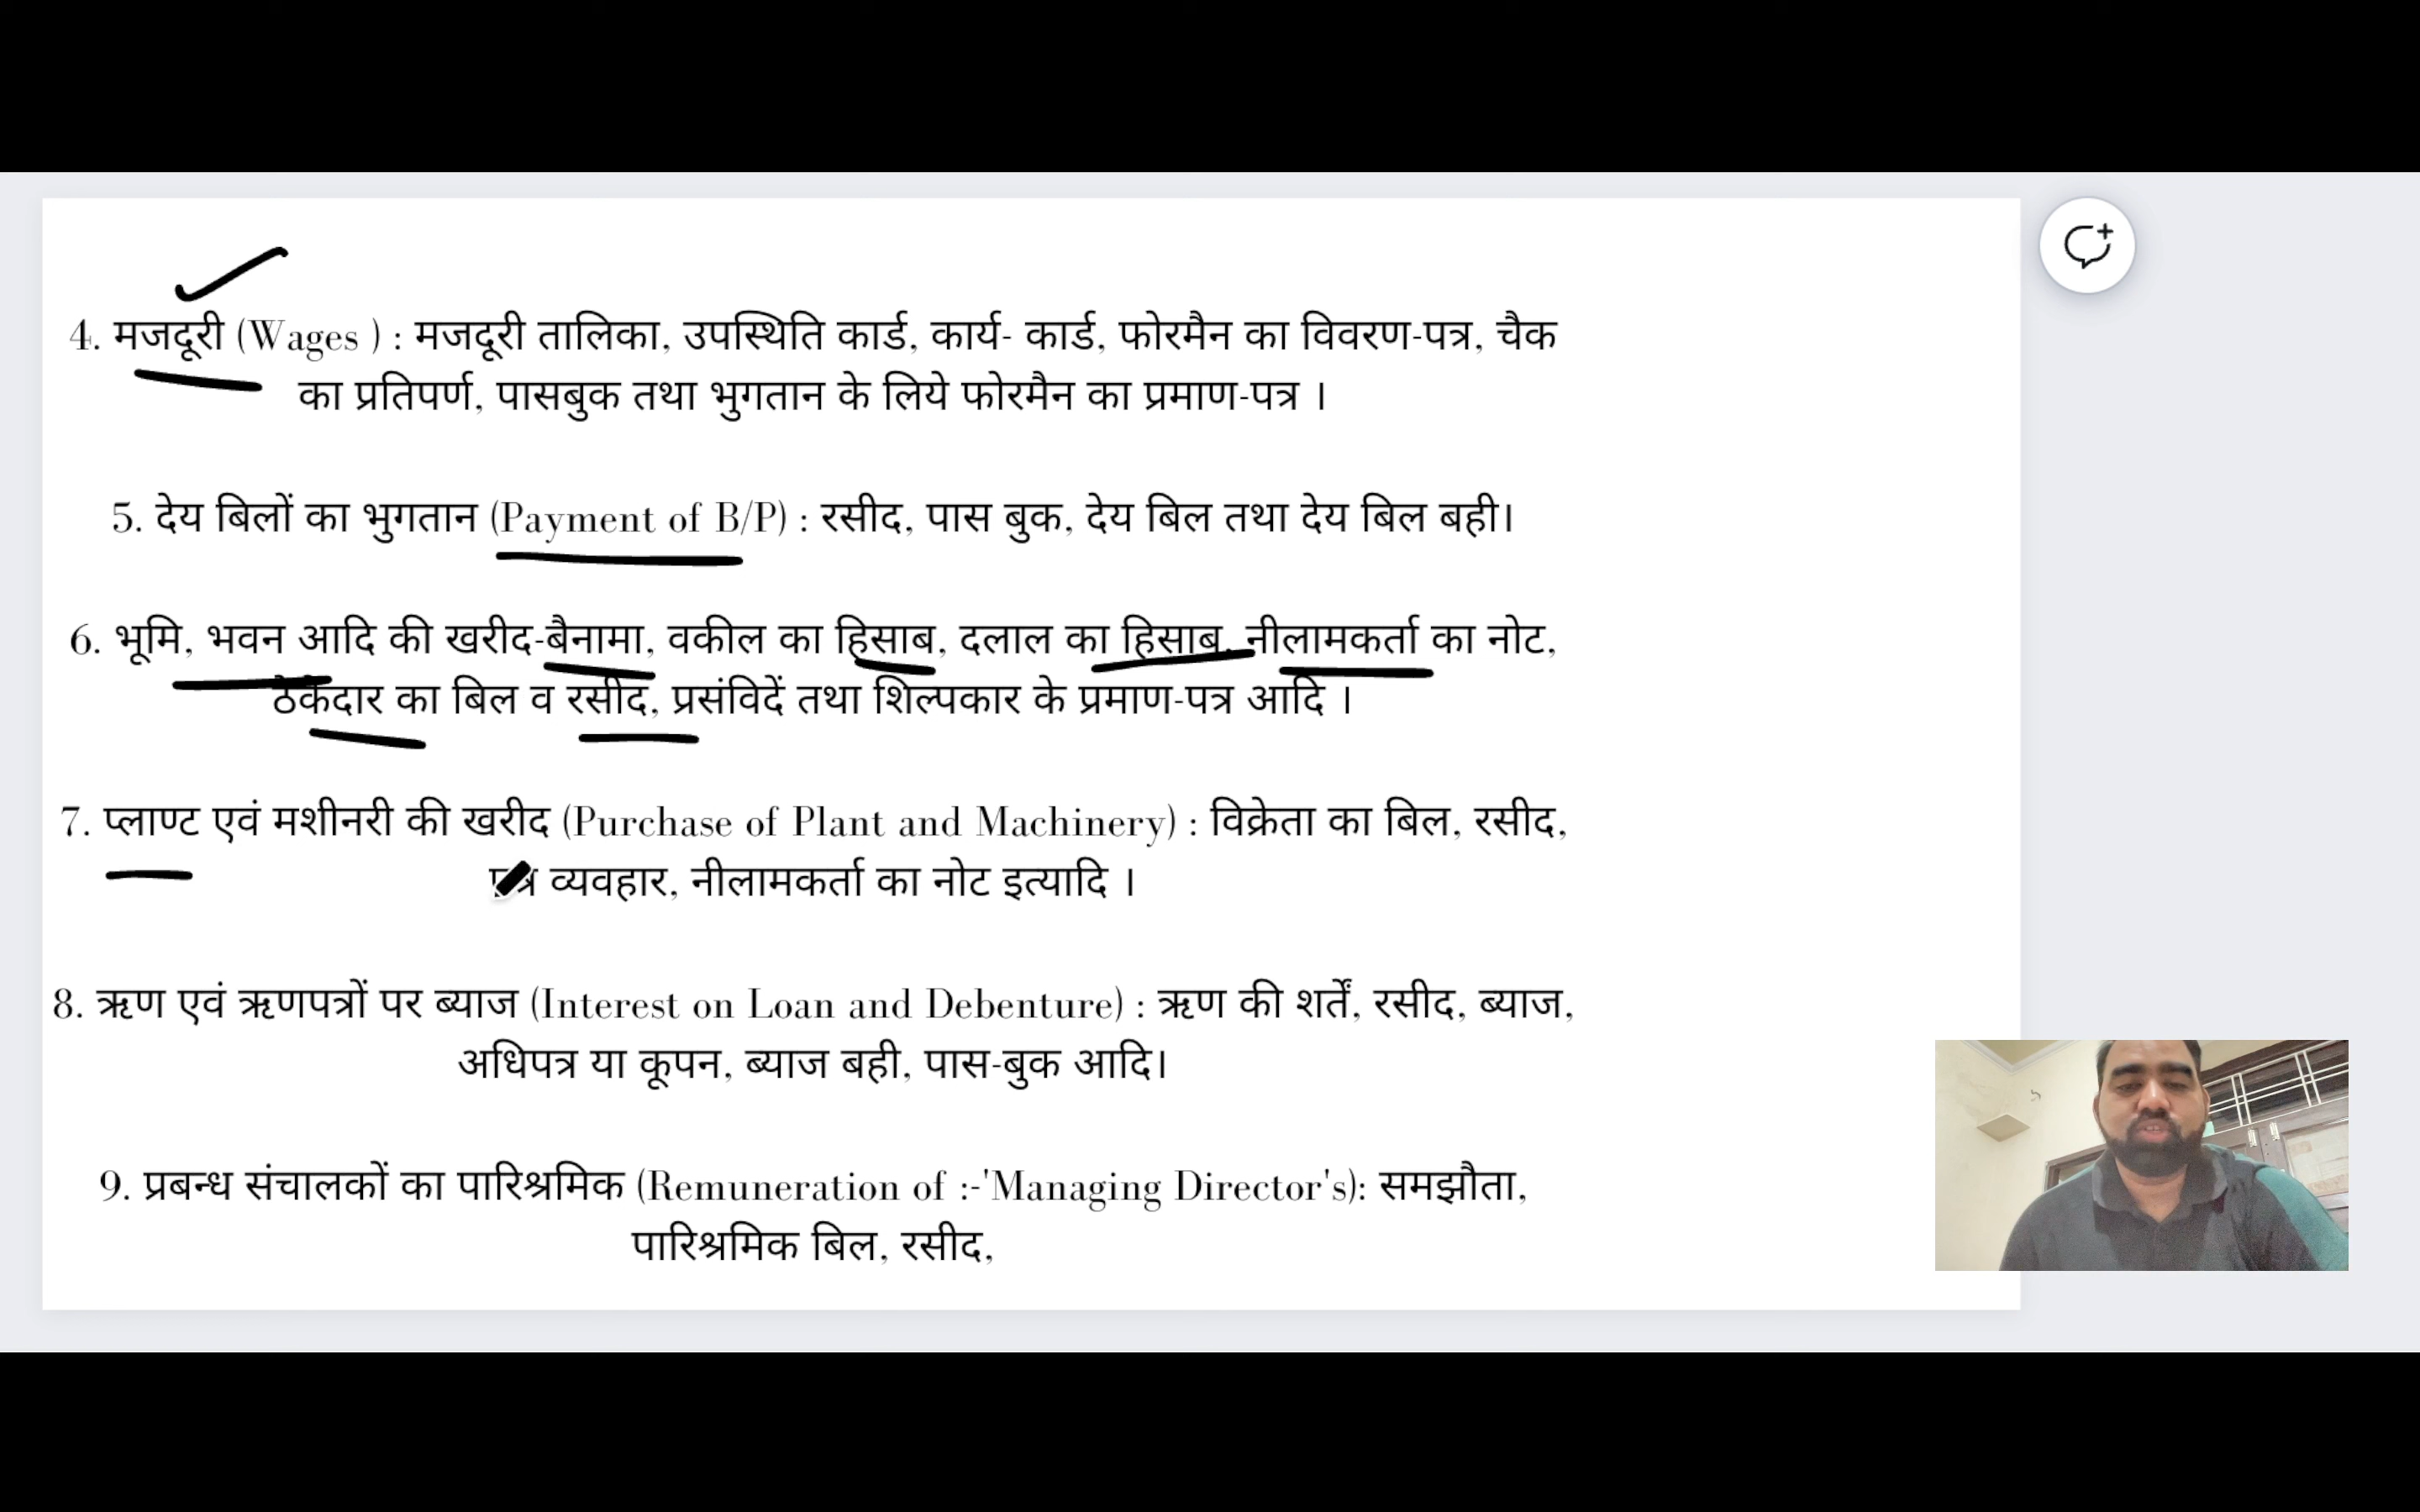 4. मजदूरी (Wages ) : मजदूरी तालिका, उपस्थिति कार्ड, कार्य- कार्ड, फोरमैन का विवरण-पत्र, चैक
का प्रतिपर्ण, पासबुक तथा भुगतान के लिये फोरमैन का प्रमाण-पत्र ।
5. देय बिलों का भुगतान (Payment of B/P) : रसीद, पास बुक, देय बिल तथा देय बिल बही।
6. भूमि, भवन आदि की खरीद-बैनामा, वकील का हिसाब, दलाल का हिसाब, नीलामकर्ता का नोट,
ठेकेदार का बिल व रसीद, प्रसंविदें तथा शिल्पकार के प्रमाण-पत्र आदि ।
7. प्लाण्ट एवं मशीनरी की खरीद (Purchase of Plant and Machinery) : विक्रेता का बिल, रसीद,
पत्र व्यवहार, नीलामकर्ता का नोट इत्यादि ।
8. ऋण एवं ऋणपत्रों पर ब्याज (Interest on Loan and Debenture) : ऋण की शर्तें, रसीद, ब्याज,
अधिपत्र या कूपन, ब्याज बही, पास-बुक आदि।
9. प्रबन्ध संचालकों का पारिश्रमिक (Remuneration of :-'Managing Director's): समझौता,
पारिश्रमिक बिल, रसीद,